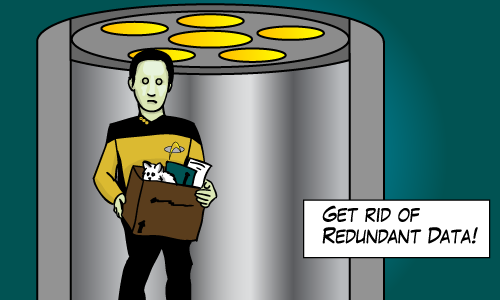 Get rid of
Redundant Data!